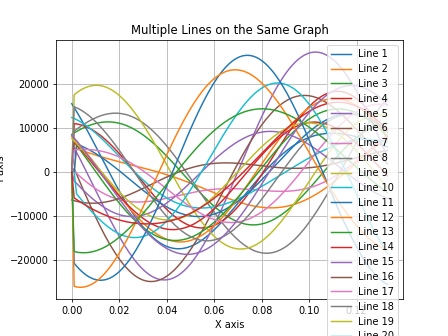 Multiple Lines on the Same Graph
20000
10000
0
−10000
−20000
0.00
0.02
0.04
0.06
0.08
0.10
X axis
Line 1
Line 2
Line 3
Line 4
Line 5
Line 6
Line 7
Line 8
Line 9
Line 10
Line 11
Line 12
Line 13
Line 14
Line 15
Line 16
Line 17
Line 18
Line 19
Line 20